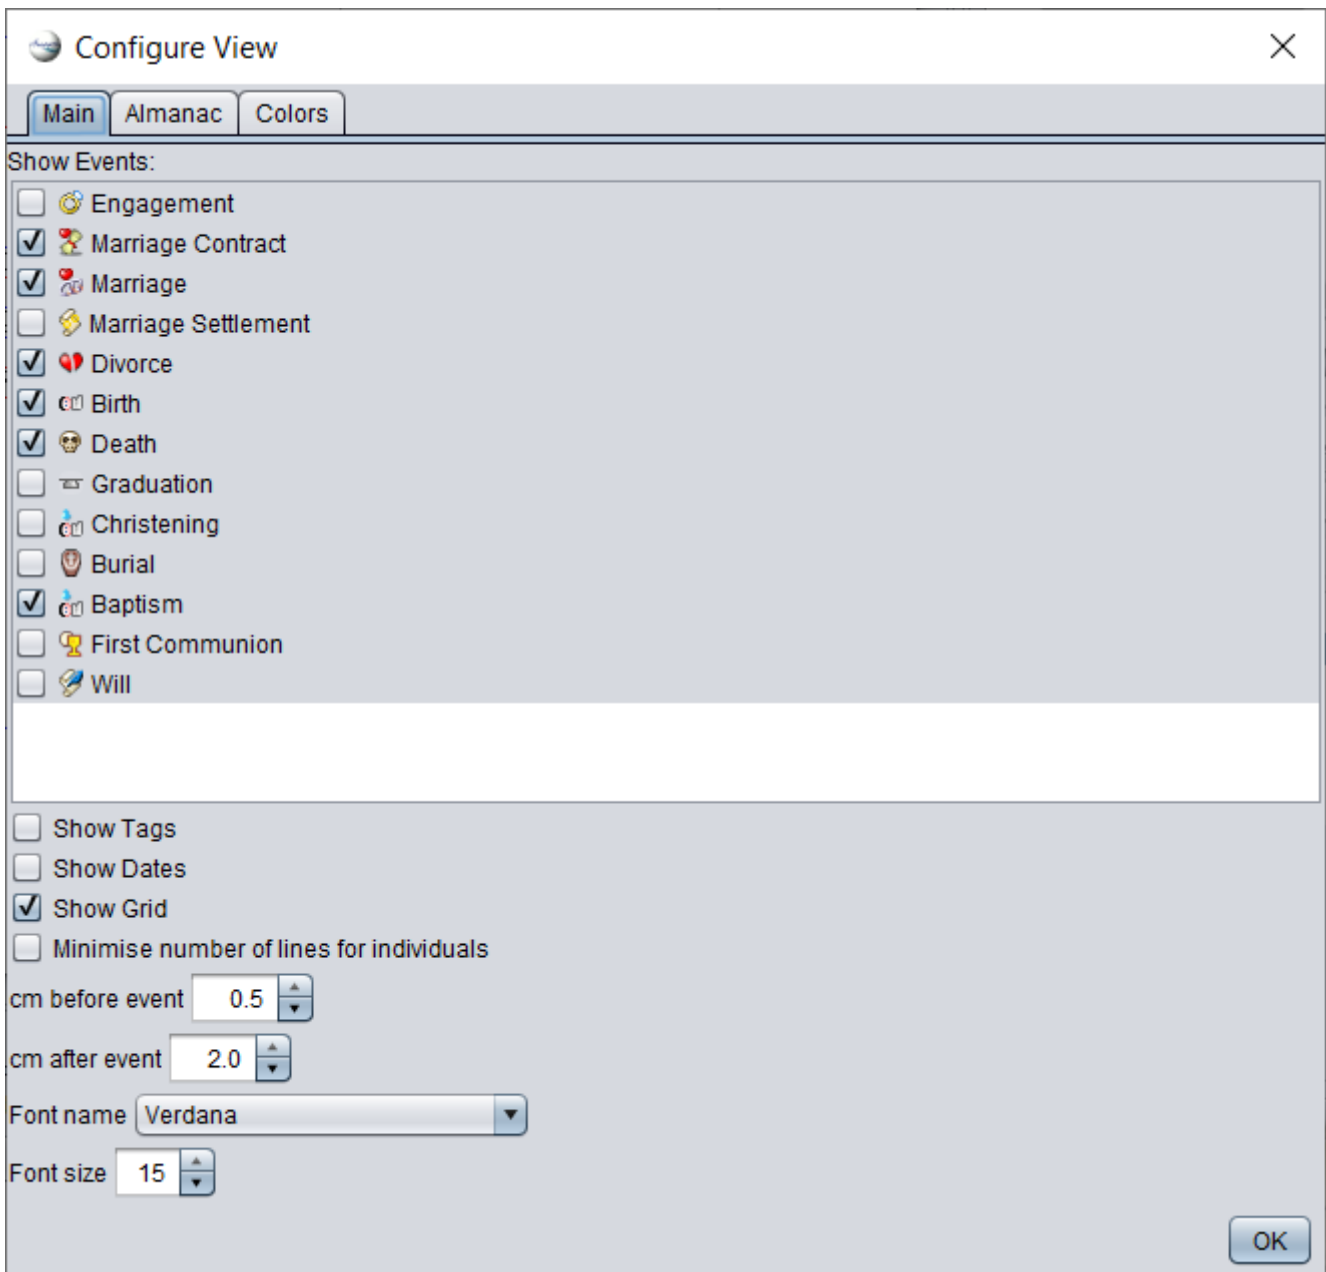 Configure View
Main Almanac Colors
Show Events:
Engagement
Marriage Contract
Marriage
Marriage Settlement
Divorce
Birth
Death
Graduation
Christening
Burial
Baptism
First Communion
Will
Show Tags
Show Dates
Show Grid
Minimise number of lines for individuals
cm before event 0.5
cm after event 2.0
Font name Verdana
Font size 15
OK